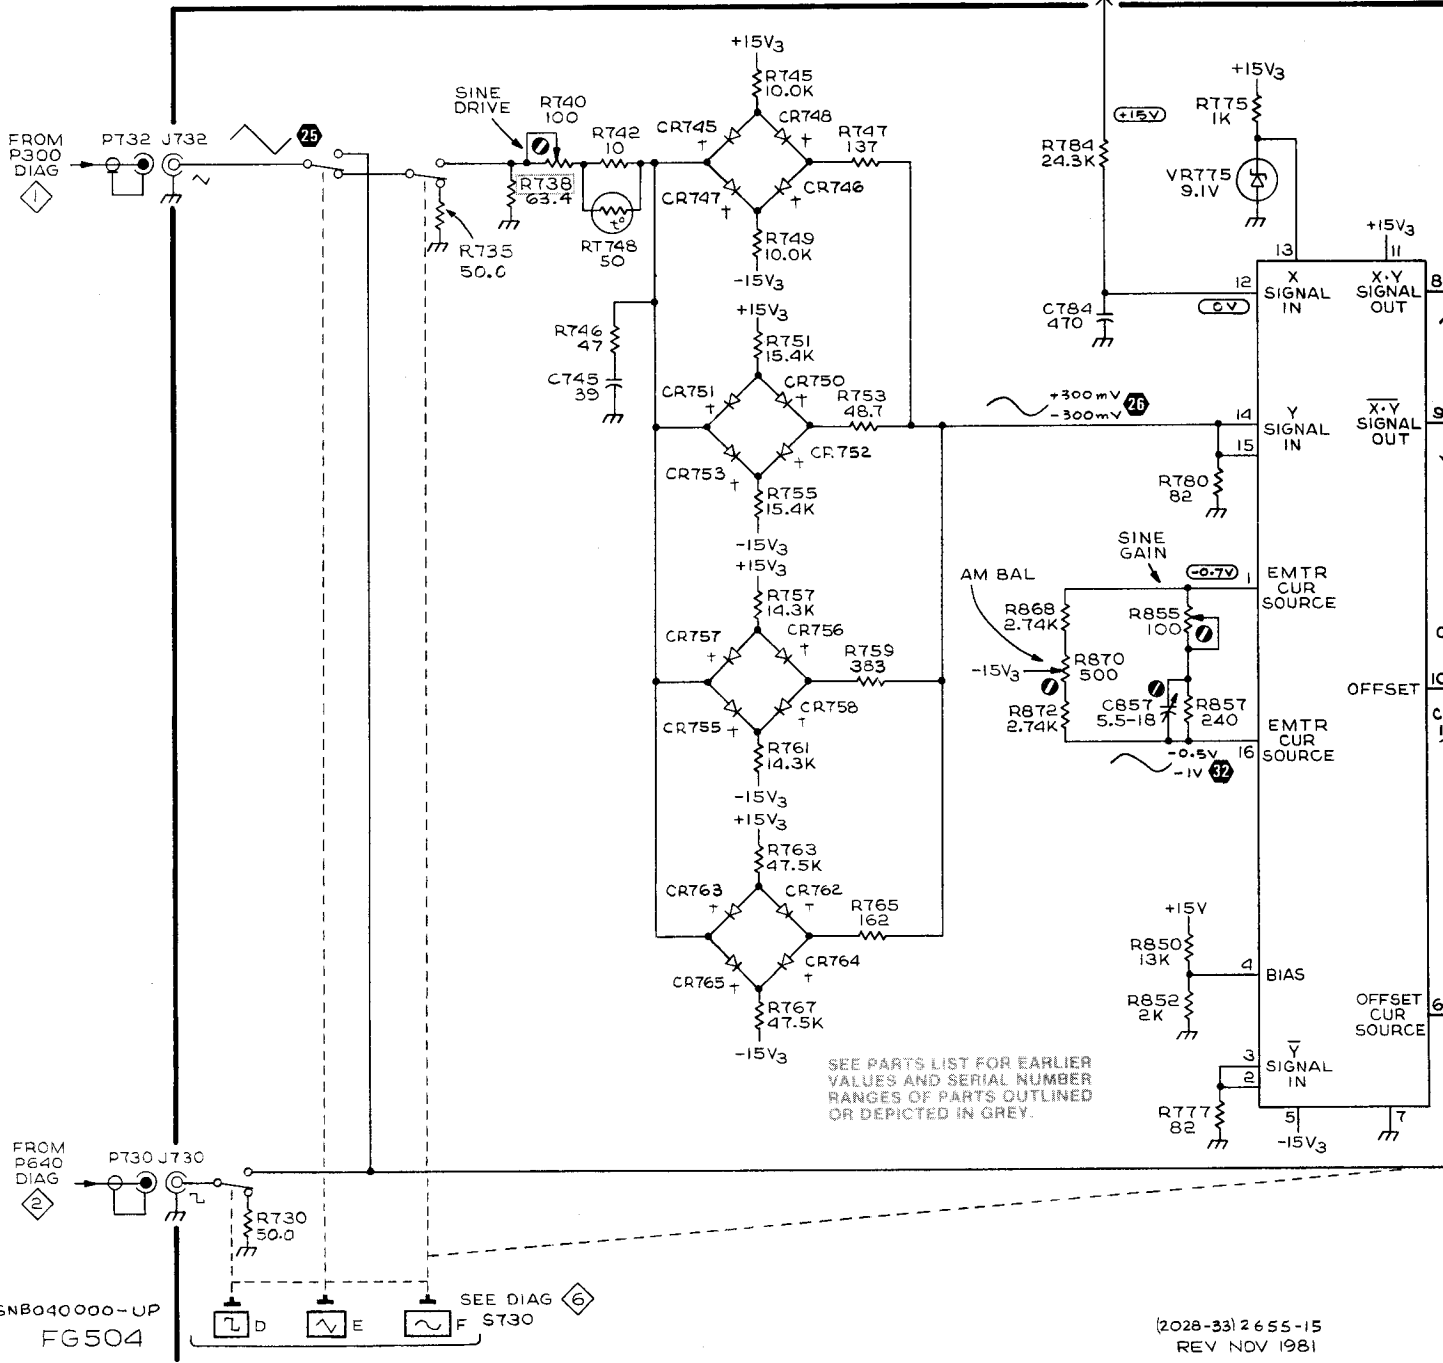 +15V3
R745
10.0K
SINE
DRIVE
R740
100
R742
10
CR745
†
CR748
†
R747
137
+15V
R784
24.3K
+15V3
R775
1K
VR775
9.1V
FROM
P300
DIAG
1
P732
J732
25
R738
63.4
R735
50.0
t°
RT748
50
CR747
†
CR746
†
R749
10.0K
-15V3
+15V3
R746
47
C745
39
R751
15.4K
CR751
†
CR750
†
R753
48.7
CR753
†
CR752
†
R755
15.4K
-15V3
+15V3
R757
14.3K
CR757
†
CR756
†
R759
383
CR755
†
CR758
†
R761
14.3K
-15V3
+15V3
R763
47.5K
CR763
†
CR762
†
R765
162
CR765
†
CR764
†
R767
47.5K
-15V3
C784
470
+300mV
-300mV
26
+15V3
13
11
12
X
SIGNAL
IN
X·Y
SIGNAL
OUT
8
0V
14
15
Y
SIGNAL
IN
X·Y
SIGNAL
OUT
9
R780
82
SINE
GAIN
-0.7V
1
EMTR
CUR
SOURCE
AM BAL
R868
2.74K
R855
100
-15V3
R870
500
R872
2.74K
C857
5.5-18
R857
240
OFFSET
10
16
EMTR
CUR
SOURCE
-0.5V
-1V
32
+15V
R850
13K
4
BIAS
R852
2K
OFFSET
CUR
SOURCE
6
3
2
Y
SIGNAL
IN
R777
82
5
-15V3
7
SEE PARTS LIST FOR EARLIER
VALUES AND SERIAL NUMBER
RANGES OF PARTS OUTLINED
OR DEPICTED IN GREY.
FROM
P640
DIAG
2
P730
J730
R730
50.0
SNB040000-UP
FG504
D
E
F
SEE DIAG 6
S730
(2028-33) 2655-15
REV NOV 1981